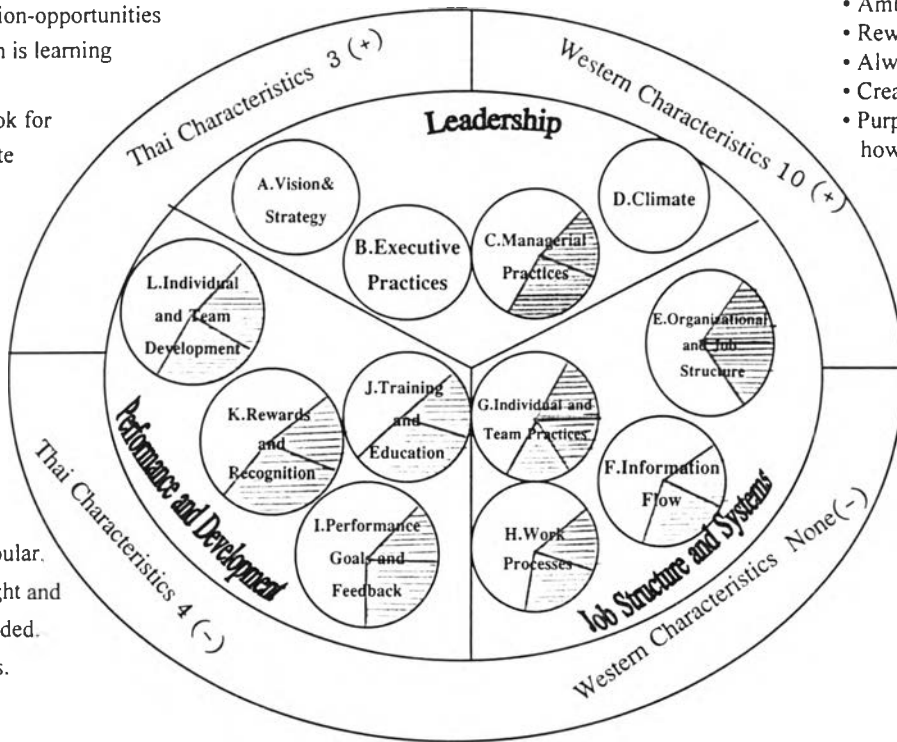 ion-opportunities
n is learning
ok for
te
• Amb
• Rew
• Alw
• Crea
• Purp
how
Thai Characteristics 3 (+)
Western Characteristics 10 (+)
Leadership
A.Vision&
Strategy
B.Executive
Practices
C.Managerial
Practices
D.Climate
L.Individual
and Team
Development
E.Organizational
and Job
Structure
K.Rewards
and
Recognition
J.Training
and
Education
G.Individual and
Team Practices
F.Information
Flow
I.Performance
Goals and
Feedback
H.Work
Processes
Performance and Development
Job Structure and Systems
Thai Characteristics 4 (-)
Western Characteristics None(-)
pular.
ght and
ded.
s.